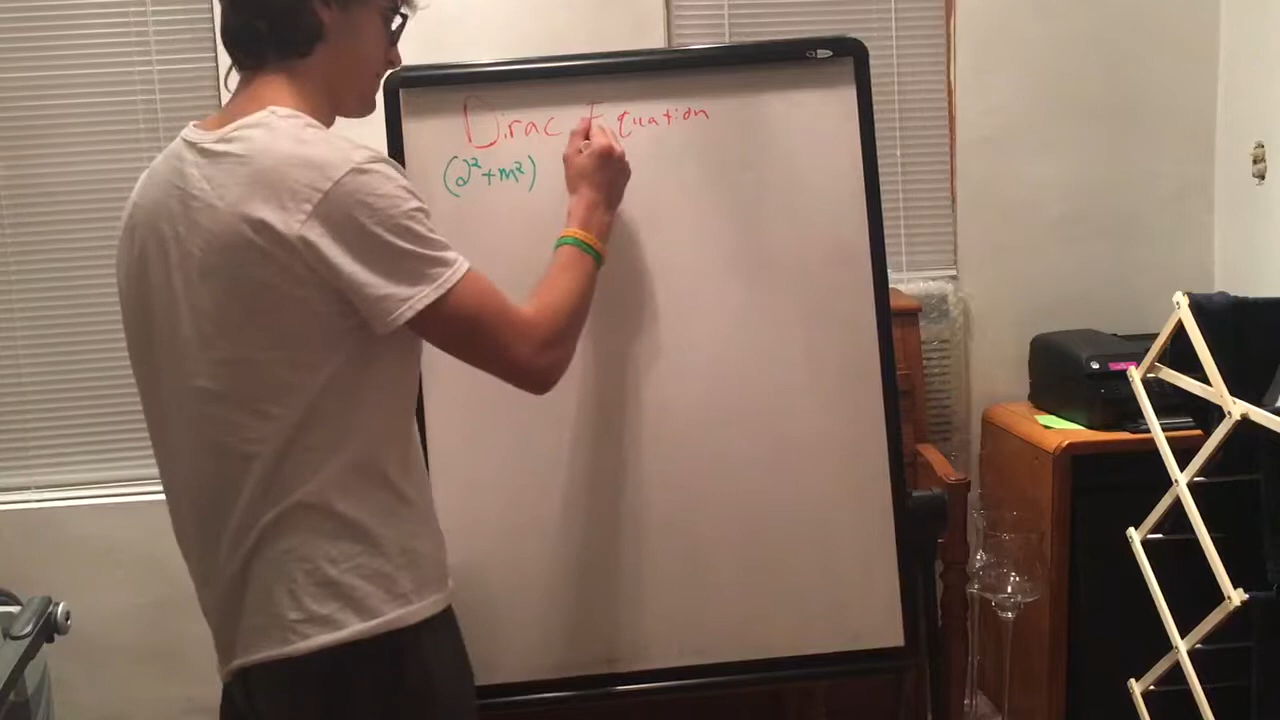 Dirac Equation
(∂²+m²)